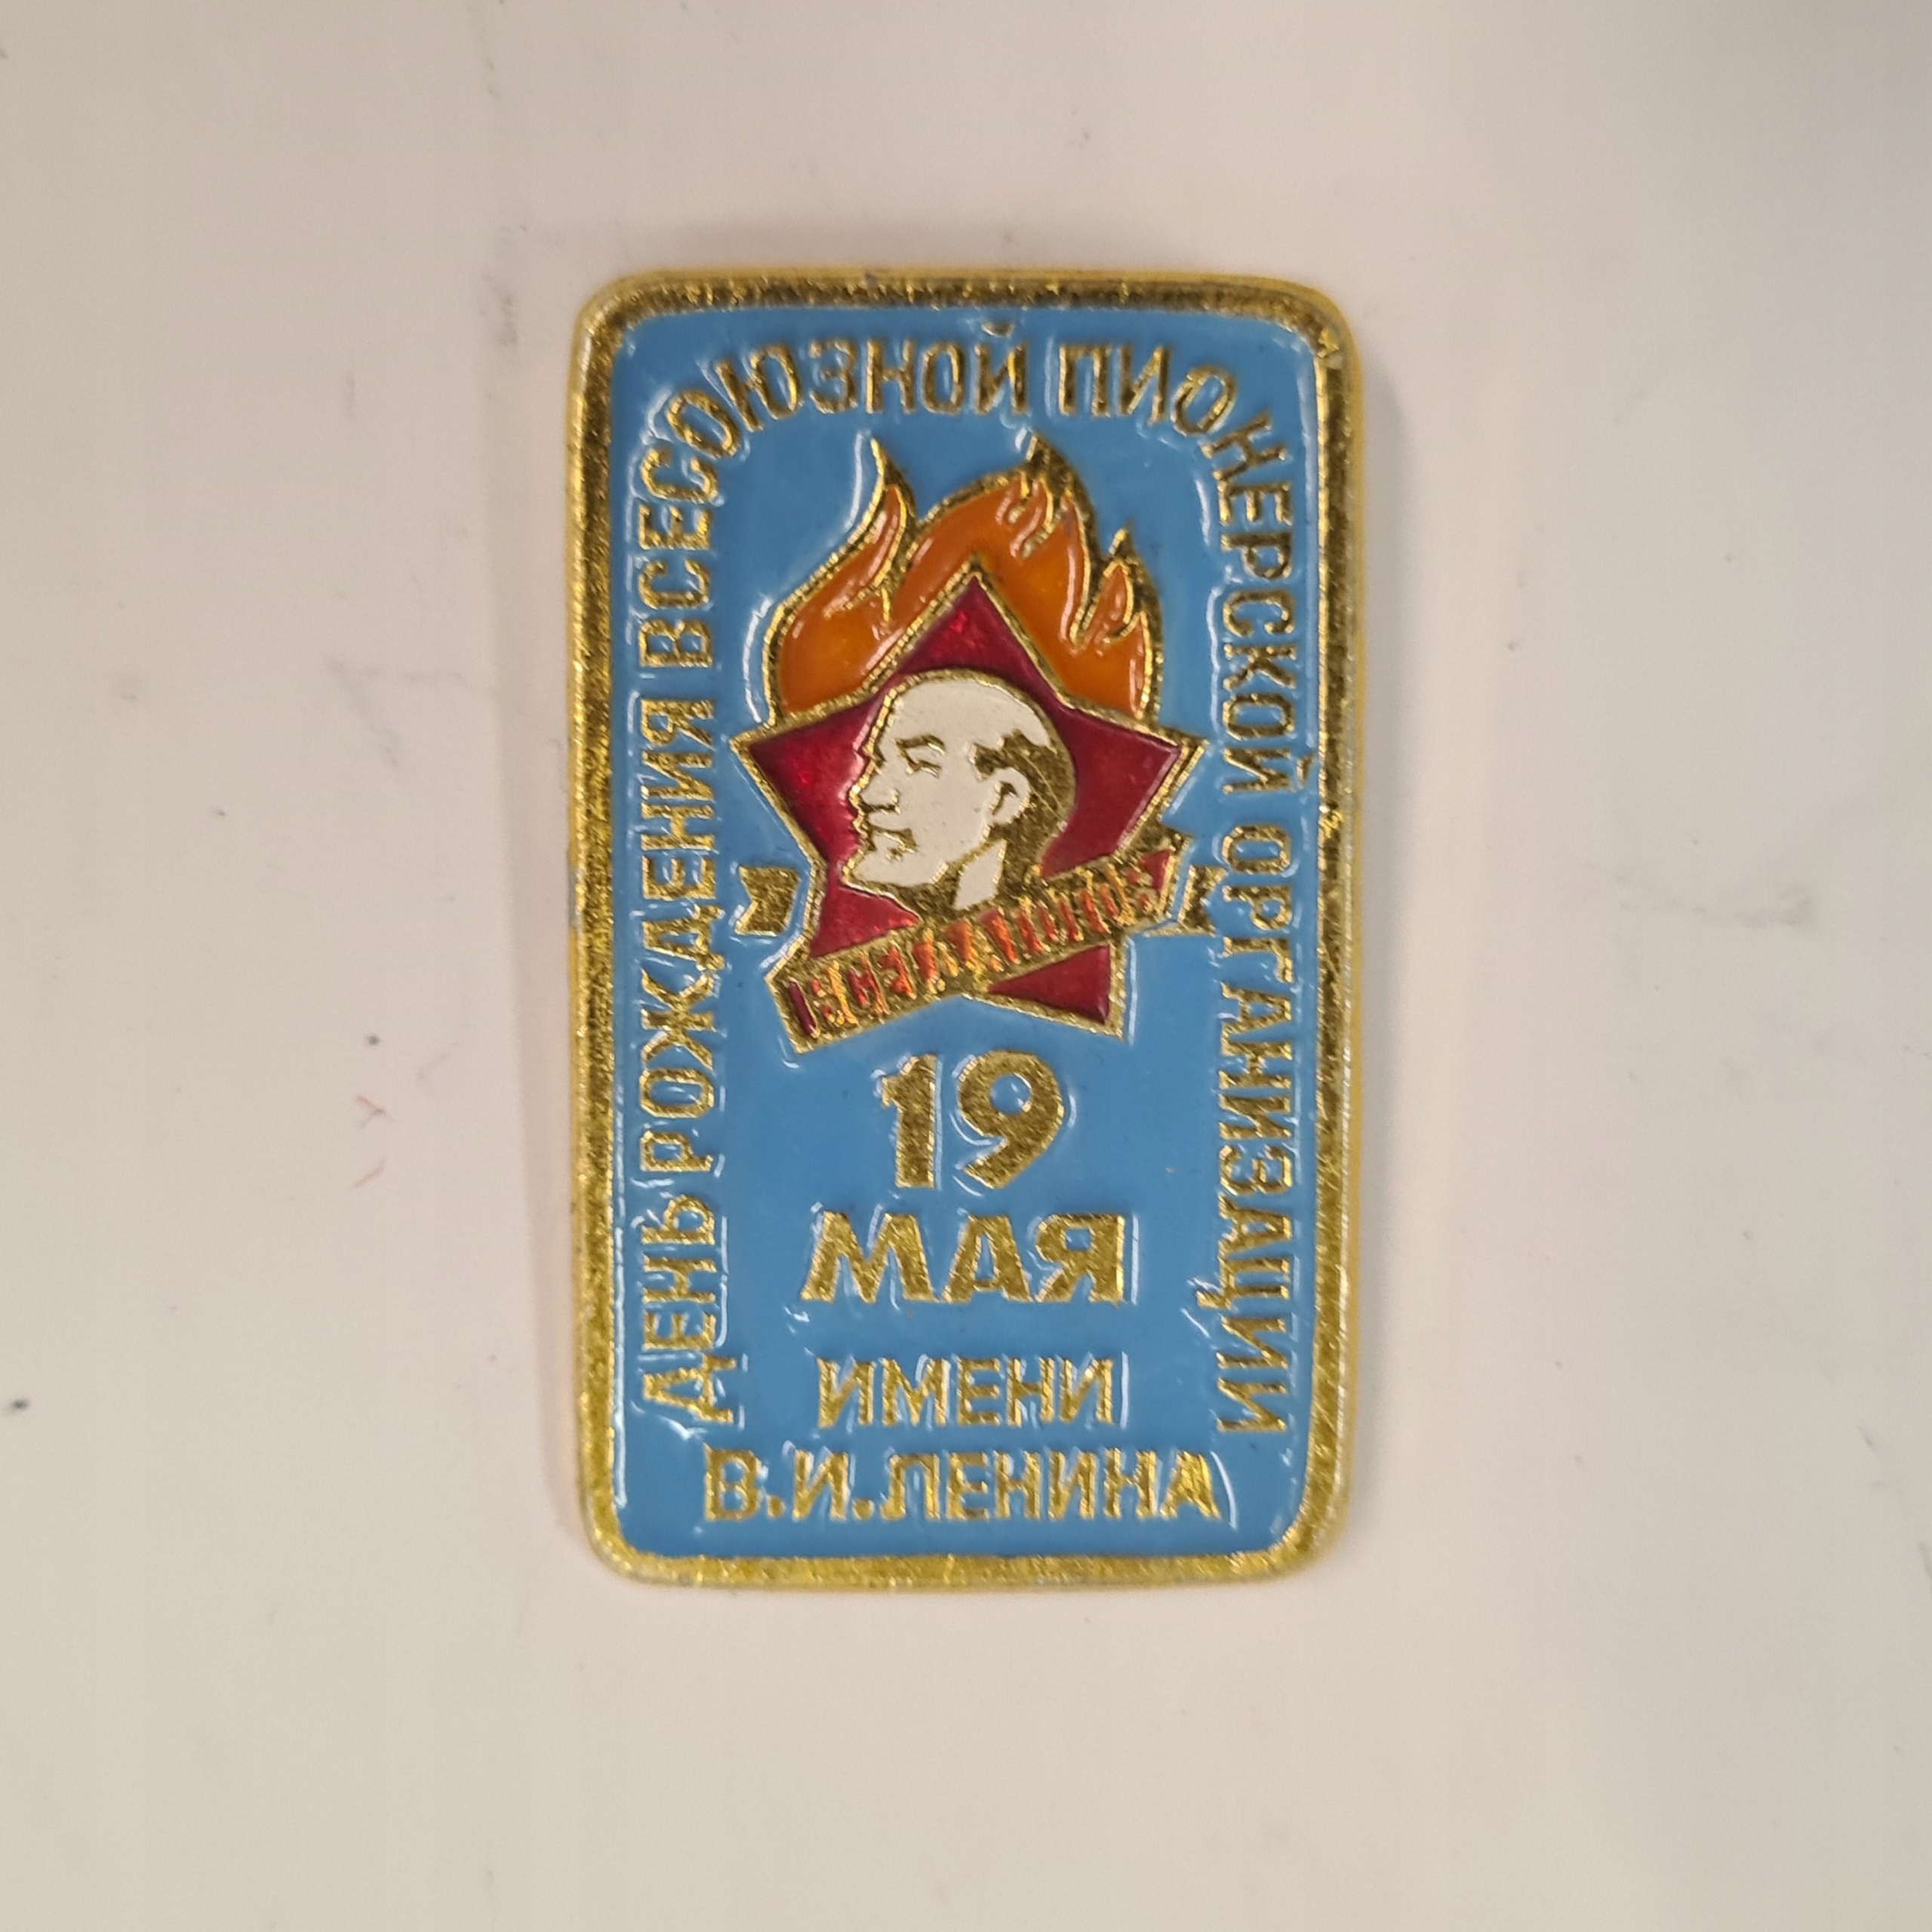 ДЕНЬ РОЖДЕНИЯ ВСЕСОЮЗНОЙ ПИОНЕРСКОЙ ОРГАНИЗАЦИИ
19
МАЯ
ИМЕНИ
В.И.ЛЕНИНА